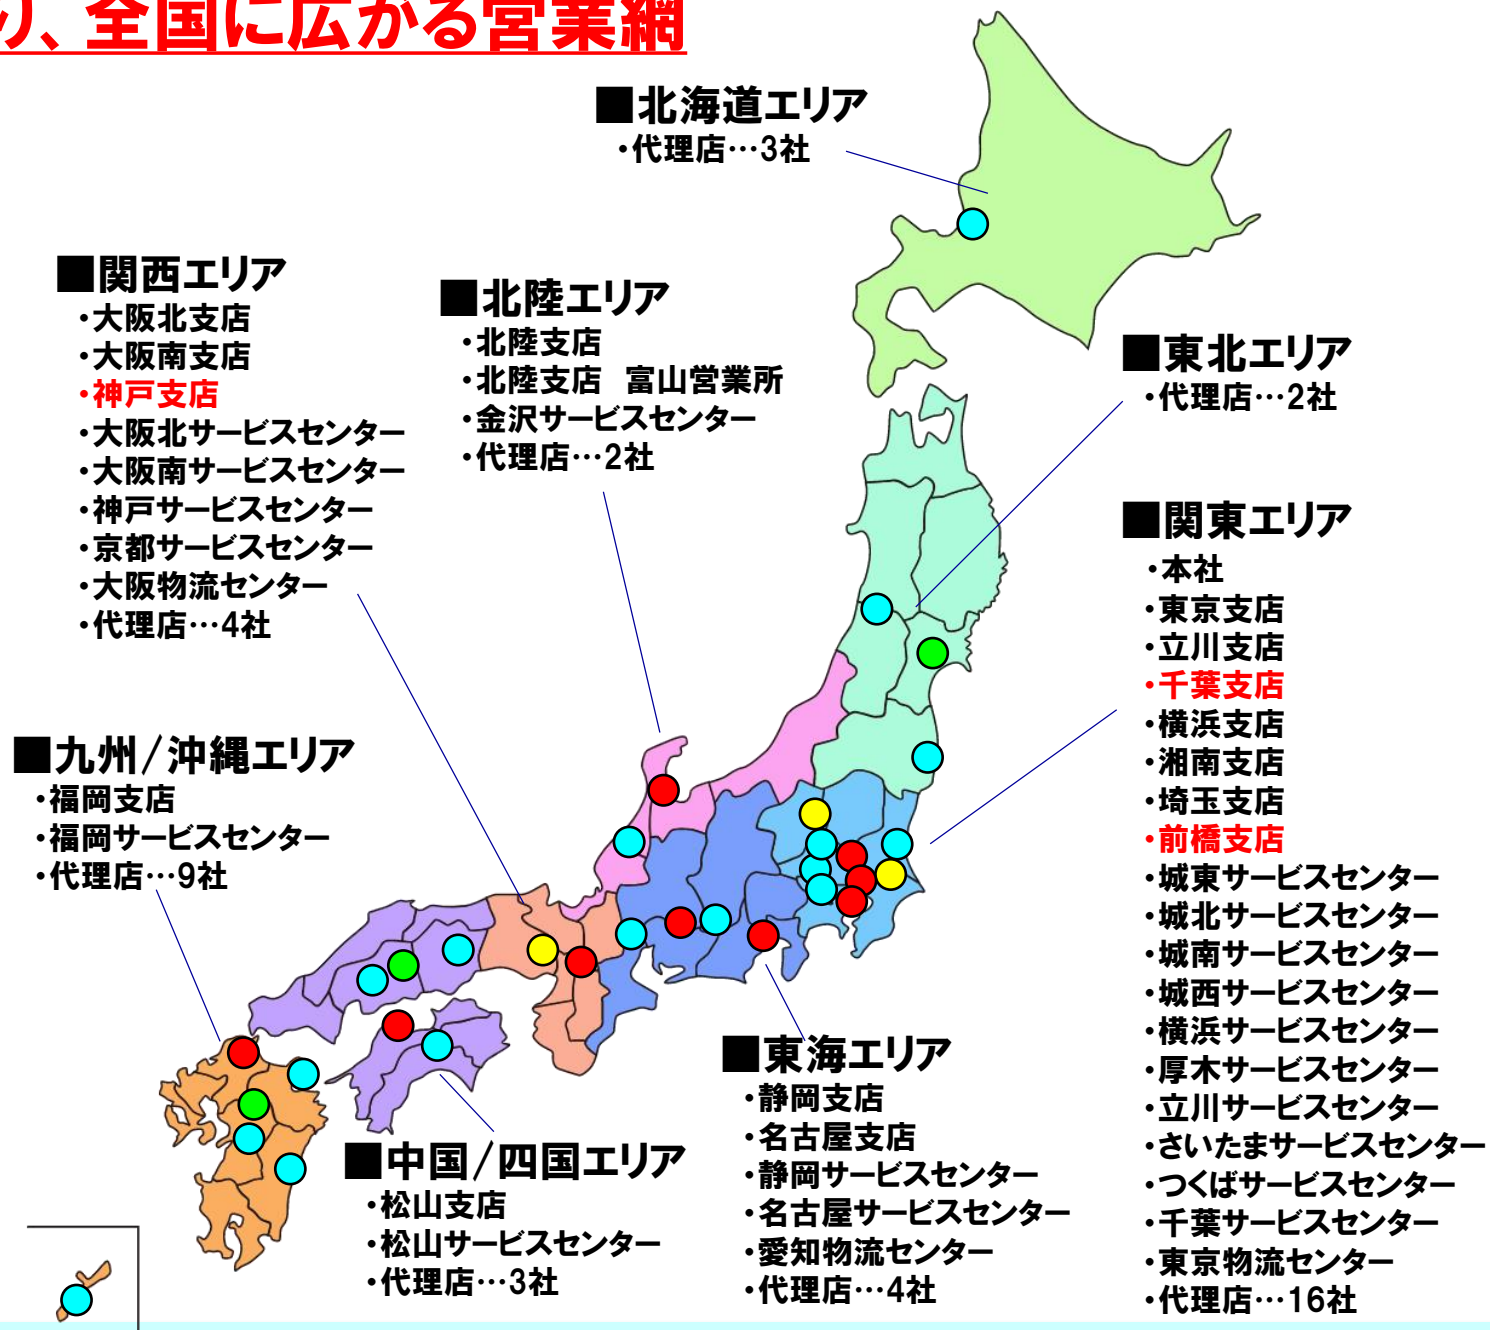 り、全国に広がる営業網
■北海道エリア
・代理店…3社
■関西エリア
・大阪北支店
・大阪南支店
・神戸支店
・大阪北サービスセンター
・大阪南サービスセンター
・神戸サービスセンター
・京都サービスセンター
・大阪物流センター
・代理店…4社
■北陸エリア
・北陸支店
・北陸支店　富山営業所
・金沢サービスセンター
・代理店…2社
■東北エリア
・代理店…2社
■関東エリア
・本社
・東京支店
・立川支店
・千葉支店
・横浜支店
・湘南支店
・埼玉支店
・前橋支店
・城東サービスセンター
・城北サービスセンター
・城南サービスセンター
・城西サービスセンター
・横浜サービスセンター
・厚木サービスセンター
・立川サービスセンター
・さいたまサービスセンター
・つくばサービスセンター
・千葉サービスセンター
・東京物流センター
・代理店…16社
■九州/沖縄エリア
・福岡支店
・福岡サービスセンター
・代理店…9社
■中国/四国エリア
・松山支店
・松山サービスセンター
・代理店…3社
■東海エリア
・静岡支店
・名古屋支店
・静岡サービスセンター
・名古屋サービスセンター
・愛知物流センター
・代理店…4社